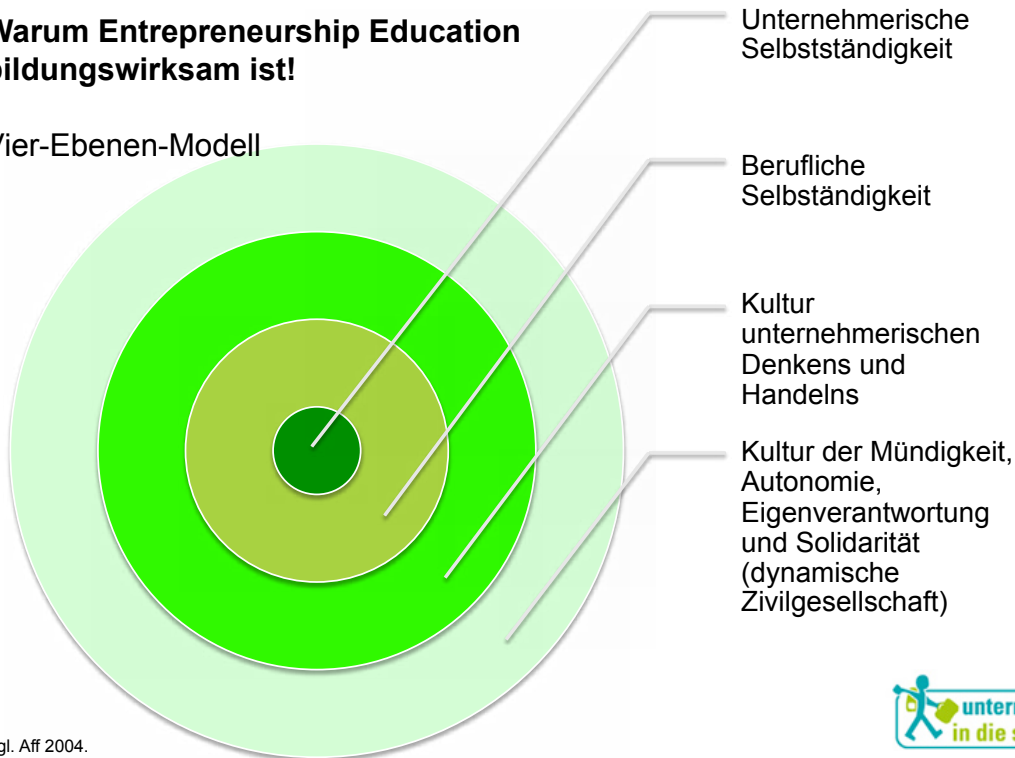 Warum Entrepreneurship Education
bildungswirksam ist!
Vier-Ebenen-Modell
Unternehmerische
Selbstständigkeit
Berufliche
Selbständigkeit
Kultur
unternehmerischen
Denkens und
Handelns
Kultur der Mündigkeit,
Autonomie,
Eigenverantwortung
und Solidarität
(dynamische
Zivilgesellschaft)
gl. Aff 2004.
untern
in die s